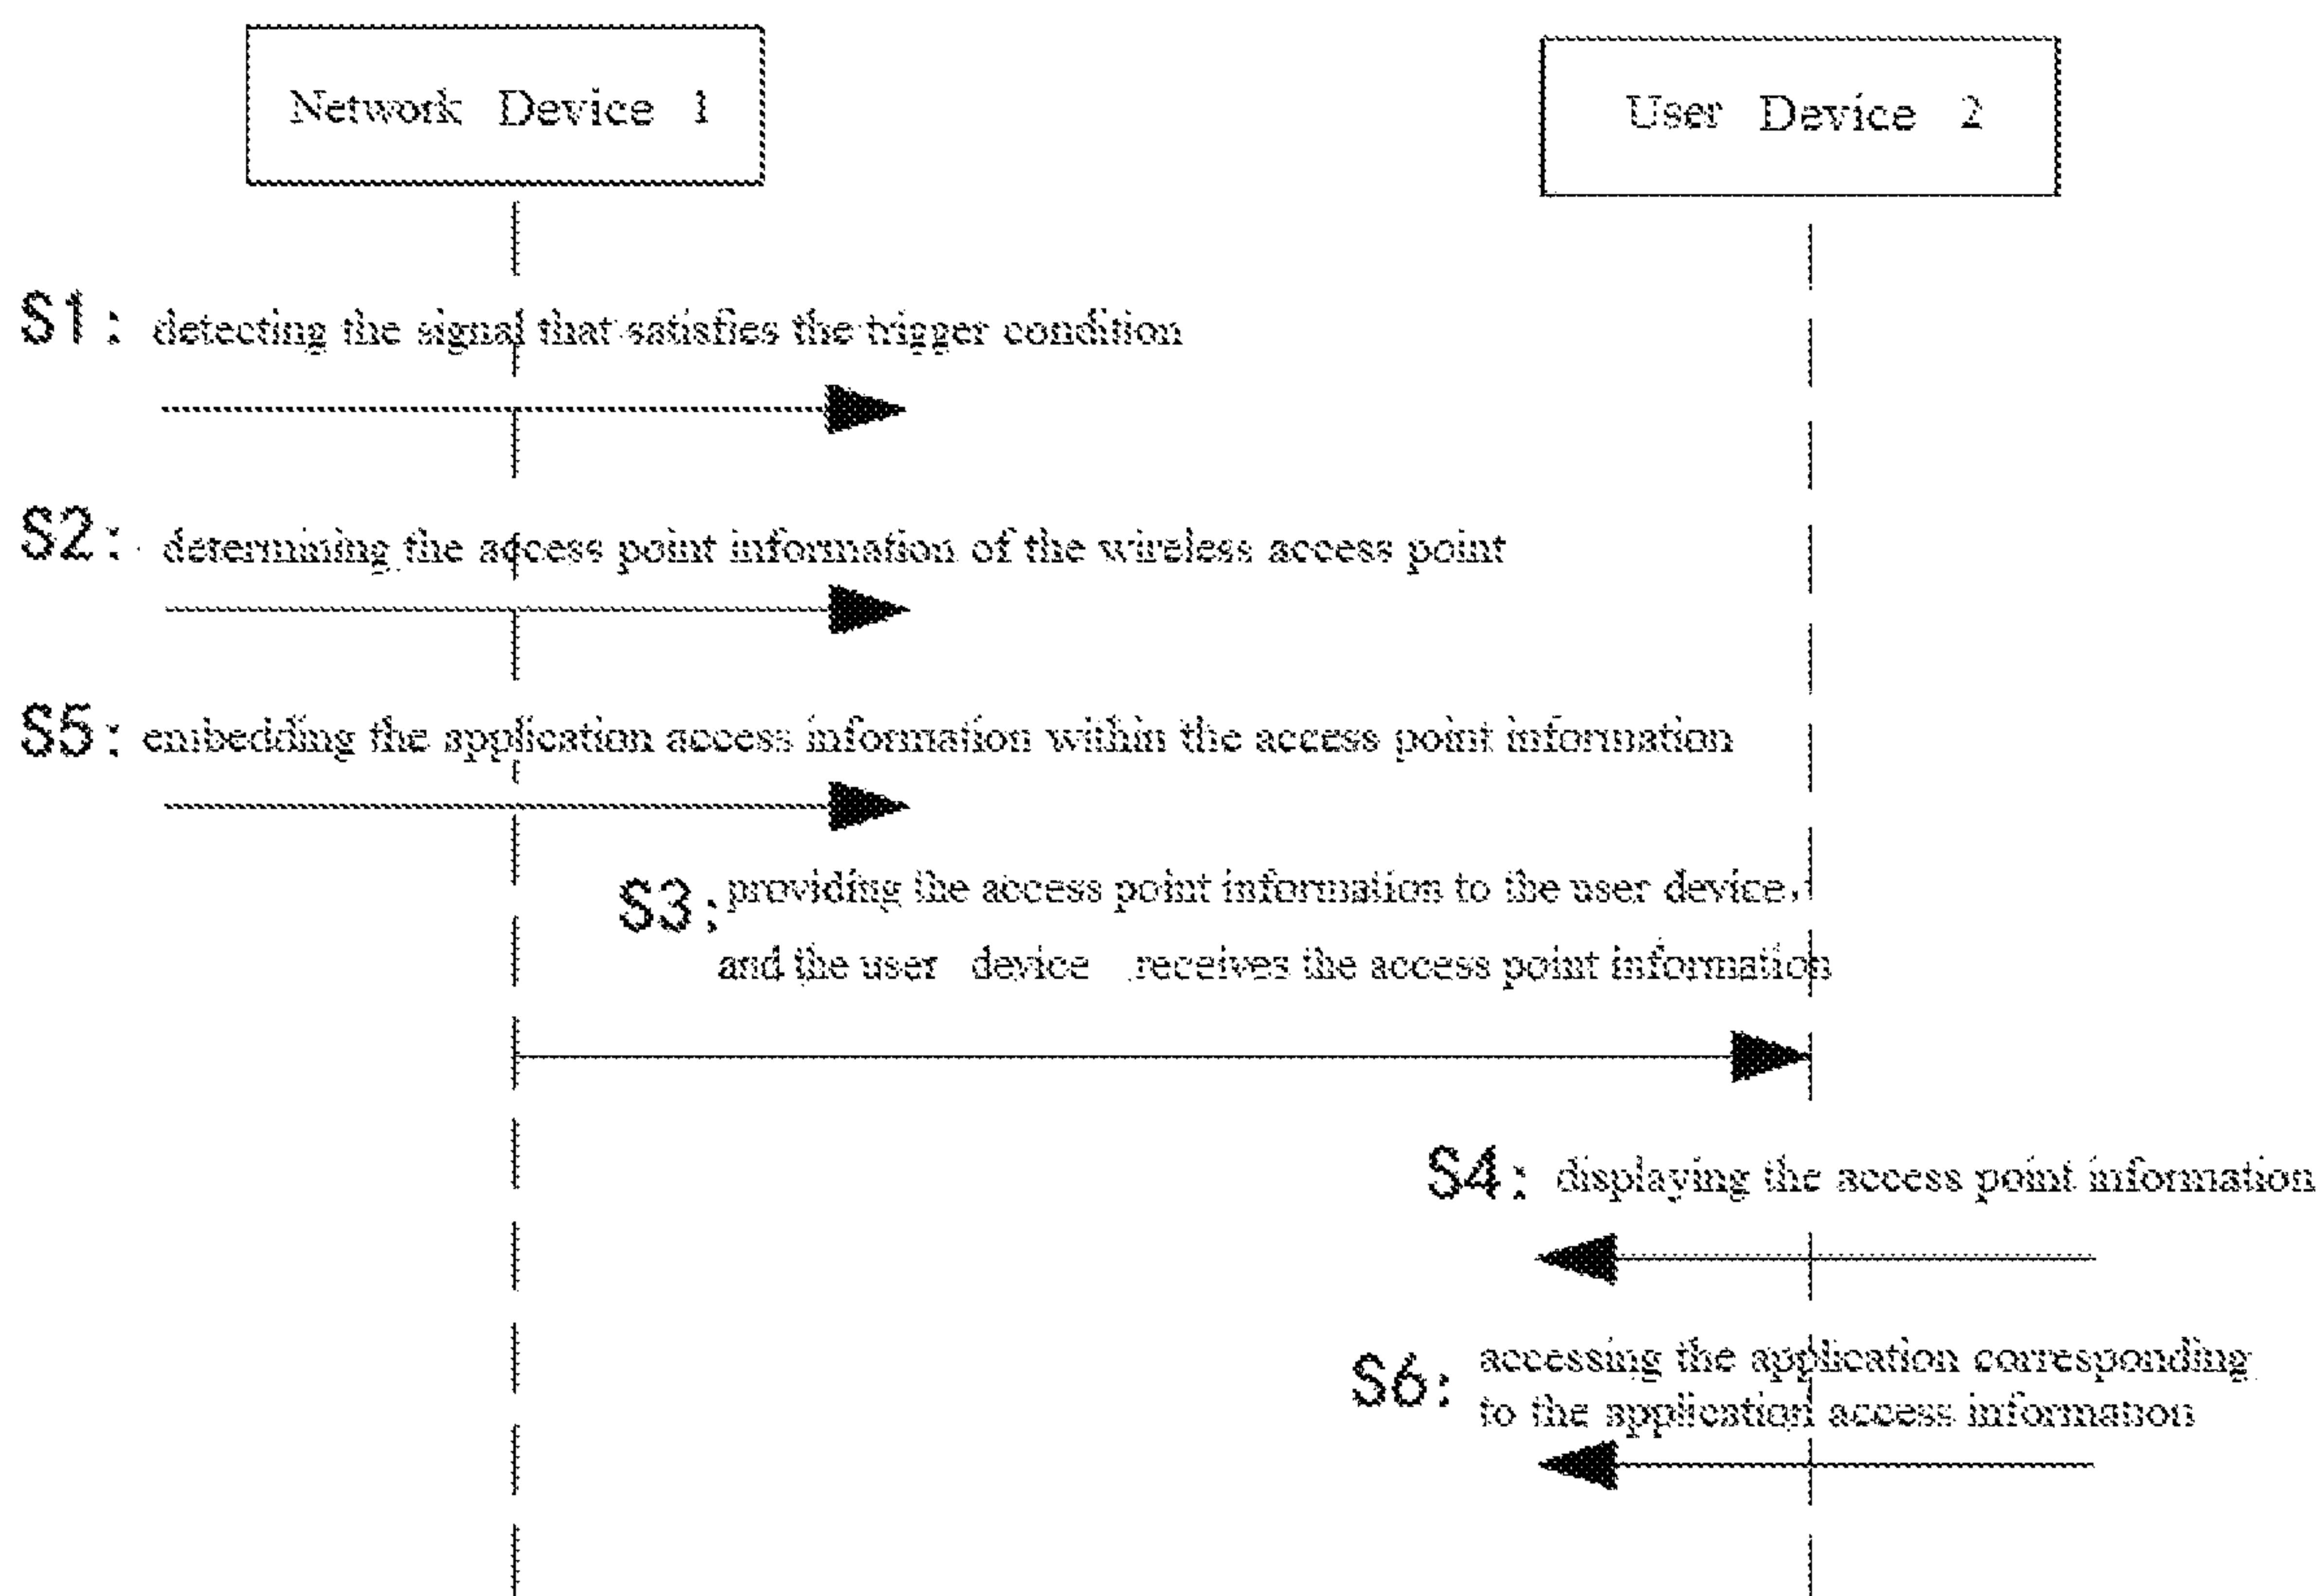 Network Device 1
User Device 2
S1: detecting the signal that satisfies the trigger condition
S2: determining the access point information of the wireless access point
S5: embedding the application access information within the access point information
S3: providing the access point information to the user device,
and the user device receives the access point information
S4: displaying the access point information
S6: accessing the application corresponding
to the application access information